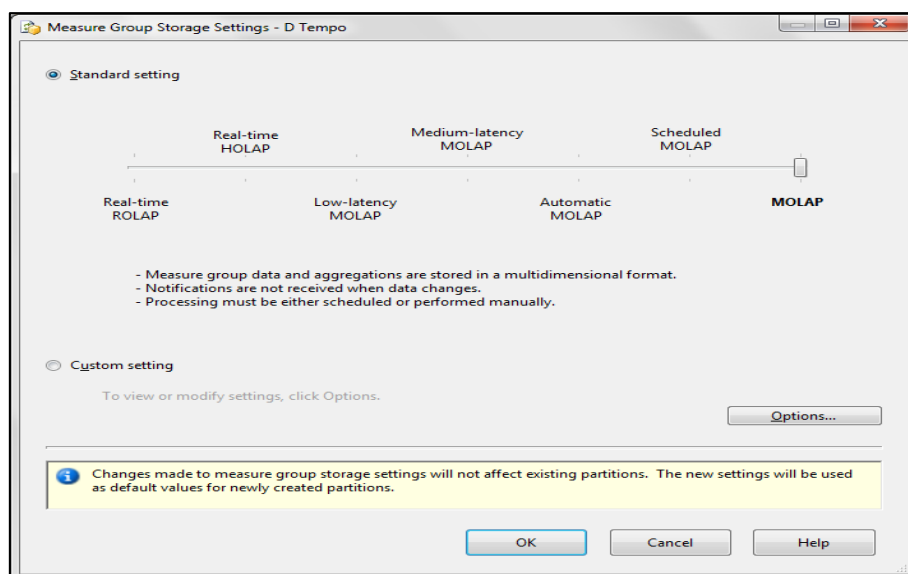 Measure Group Storage Settings - D Tempo
Standard setting
Real-time
HOLAP
Medium-latency
MOLAP
Scheduled
MOLAP
Real-time
ROLAP
Low-latency
MOLAP
Automatic
MOLAP
MOLAP
- Measure group data and aggregations are stored in a multidimensional format.
- Notifications are not received when data changes.
- Processing must be either scheduled or performed manually.
Custom setting
To view or modify settings, click Options.
Options...
Changes made to measure group storage settings will not affect existing partitions. The new settings will be used
as default values for newly created partitions.
OK
Cancel
Help